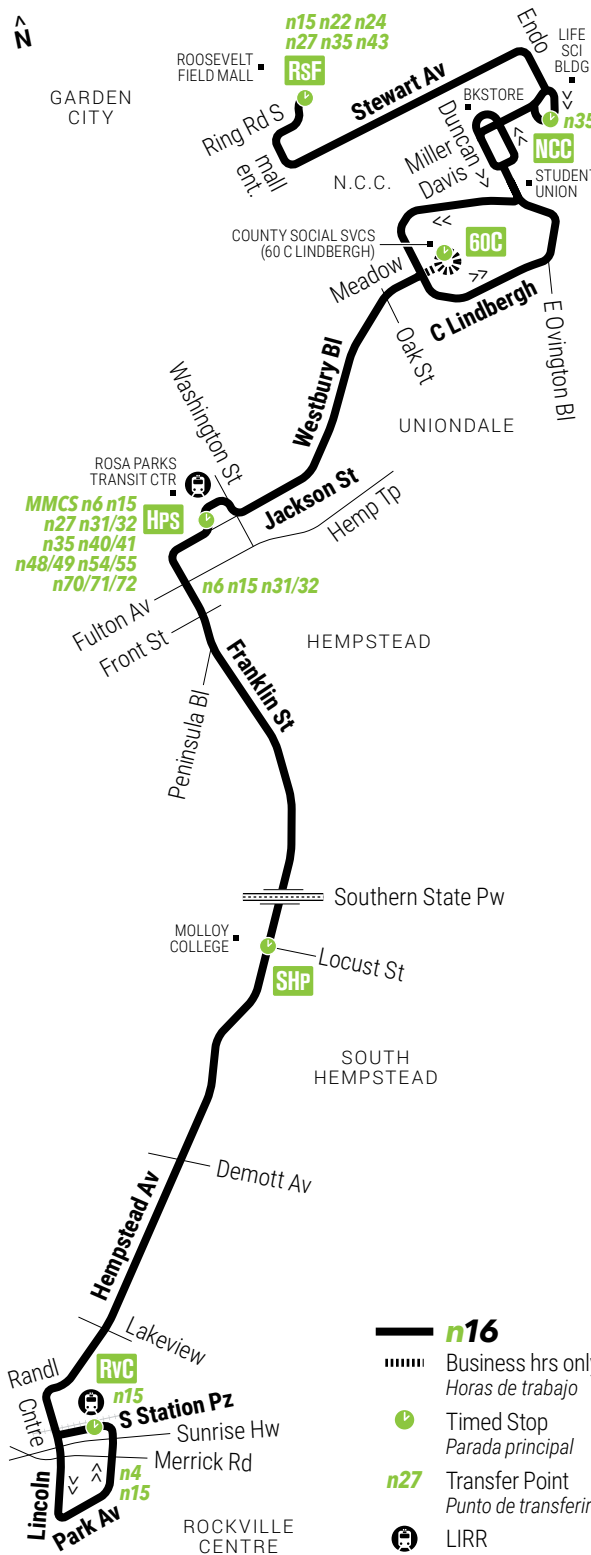 N
n15 n22 n24
n27 n35 n43
ROOSEVELT
FIELD MALL
RSF
GARDEN
CITY
Ring Rd S
mall
ent.
Stewart Av
Endo
LIFE
SCI
BLDG
BKSTORE
n35
NCC
Duncan
Miller
Davis
N.C.C.
STUDENT
UNION
COUNTY SOCIAL SVCS
(60 C LINDBERGH)
60C
Meadow
C Lindbergh
E Ovington Bl
Oak St
Westbury Bl
UNIONDALE
Washington St
ROSA PARKS
TRANSIT CTR
MMCS n6 n15
n27 n31/32
n35 n40/41
n48/49 n54/55
n70/71/72
HPS
Jackson St
Hemp Tp
n6 n15 n31/32
Fulton Av
Front St
HEMPSTEAD
Franklin St
Peninsula Bl
Southern State Pw
MOLLOY
COLLEGE
Locust St
SHP
SOUTH
HEMPSTEAD
Demott Av
Hempstead Av
Lakeview
Randl
Cntre
RVC
n15
S Station Pz
Sunrise Hw
Merrick Rd
n4
n15
Lincoln
Park Av
ROCKVILLE
CENTRE
n16
Business hrs only
Horas de trabajo
Timed Stop
Parada principal
n27
Transfer Point
Punto de transferir
LIRR